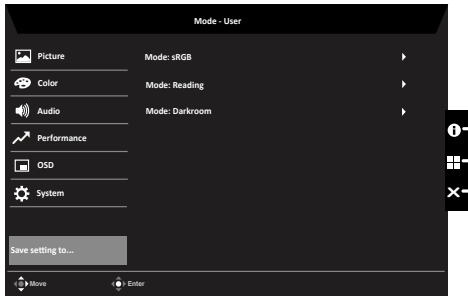 Mode - User
Picture
Mode: sRGB
Color
Mode: Reading
Audio
Mode: Darkroom
Performance
OSD
System
Save setting to...
Move
Enter